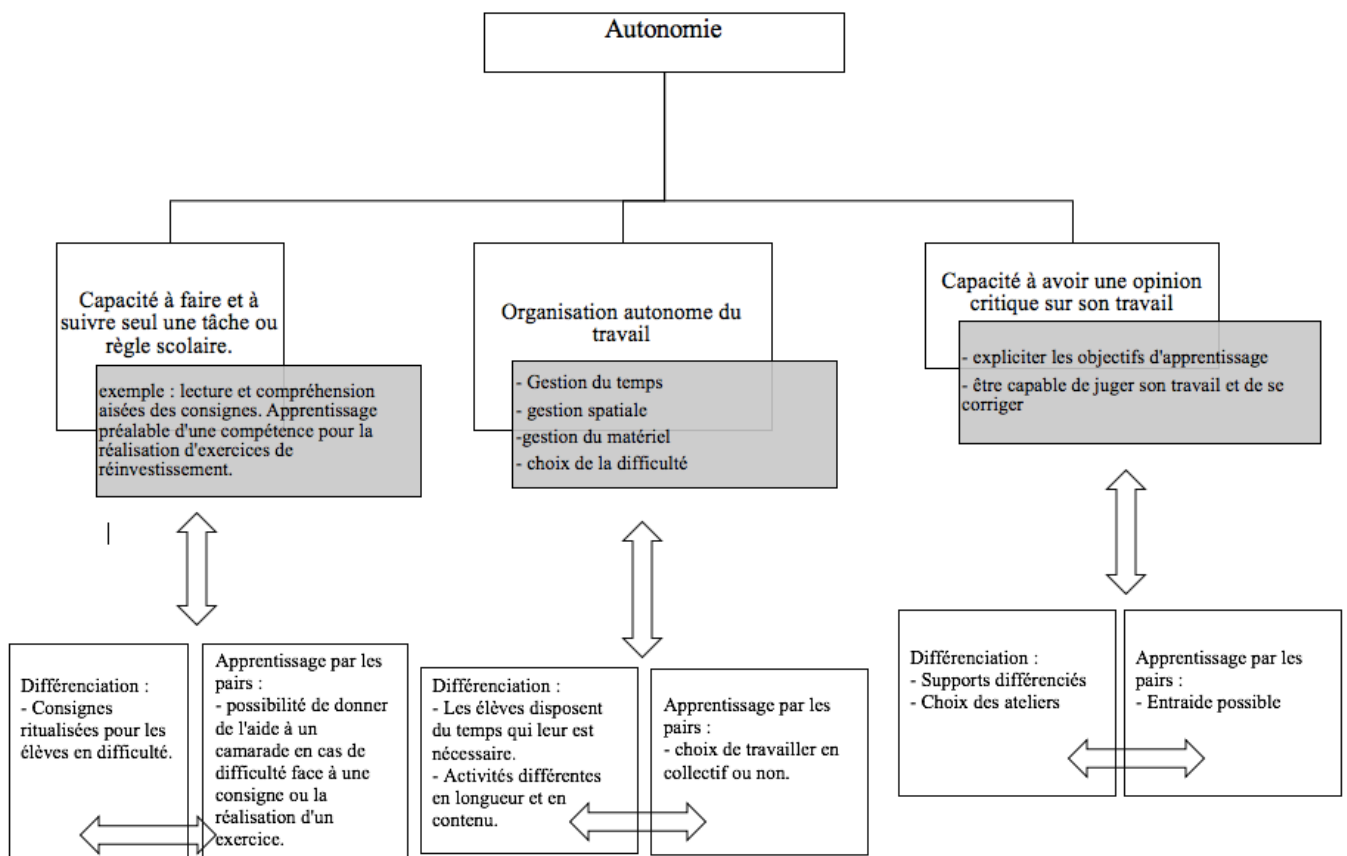 Autonomie
Capacité à faire et à
suivre seul une tâche ou
règle scolaire.
exemple : lecture et compréhension
aisées des consignes. Apprentissage
préalable d'une compétence pour la
réalisation d'exercices de
réinvestissement.
Organisation autonome du
travail
- Gestion du temps
- gestion spatiale
-gestion du matériel
- choix de la difficulté
Capacité à avoir une opinion
critique sur son travail
- expliciter les objectifs d'apprentissage
- être capable de juger son travail et de se
corriger
Différenciation :
- Consignes
ritualisées pour les
élèves en difficulté.
Apprentissage par les
pairs :
- possibilité de donner
de l'aide à un
camarade en cas de
difficulté face à une
consigne ou la
réalisation d'un
exercice.
Différenciation :
- Les élèves disposent
du temps qui leur est
nécessaire.
- Activités différentes
en longueur et en
contenu.
Apprentissage par les
pairs :
- choix de travailler en
collectif ou non.
Différenciation :
- Supports différenciés
- Choix des ateliers
Apprentissage par les
pairs :
- Entraide possible